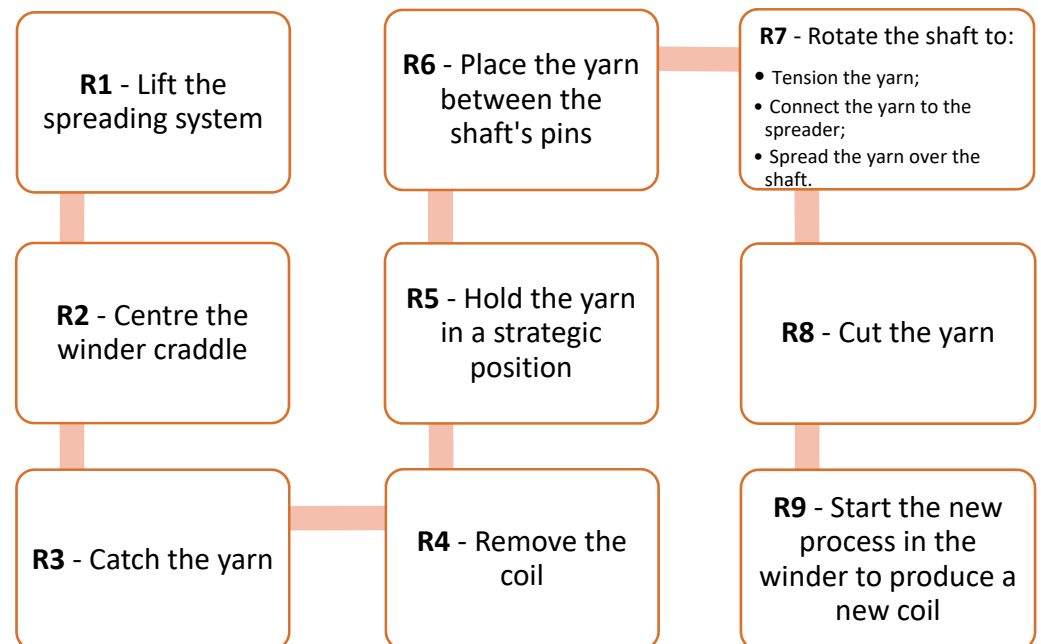 R1 - Lift the
spreading system
R2 - Centre the
winder craddle
R3 - Catch the yarn
R4 - Remove the
coil
R5 - Hold the yarn
in a strategic
position
R6 - Place the yarn
between the
shaft's pins
R7 - Rotate the shaft to:
• Tension the yarn;
• Connect the yarn to the
spreader;
• Spread the yarn over the
shaft.
R8 - Cut the yarn
R9 - Start the new
process in the
winder to produce a
new coil